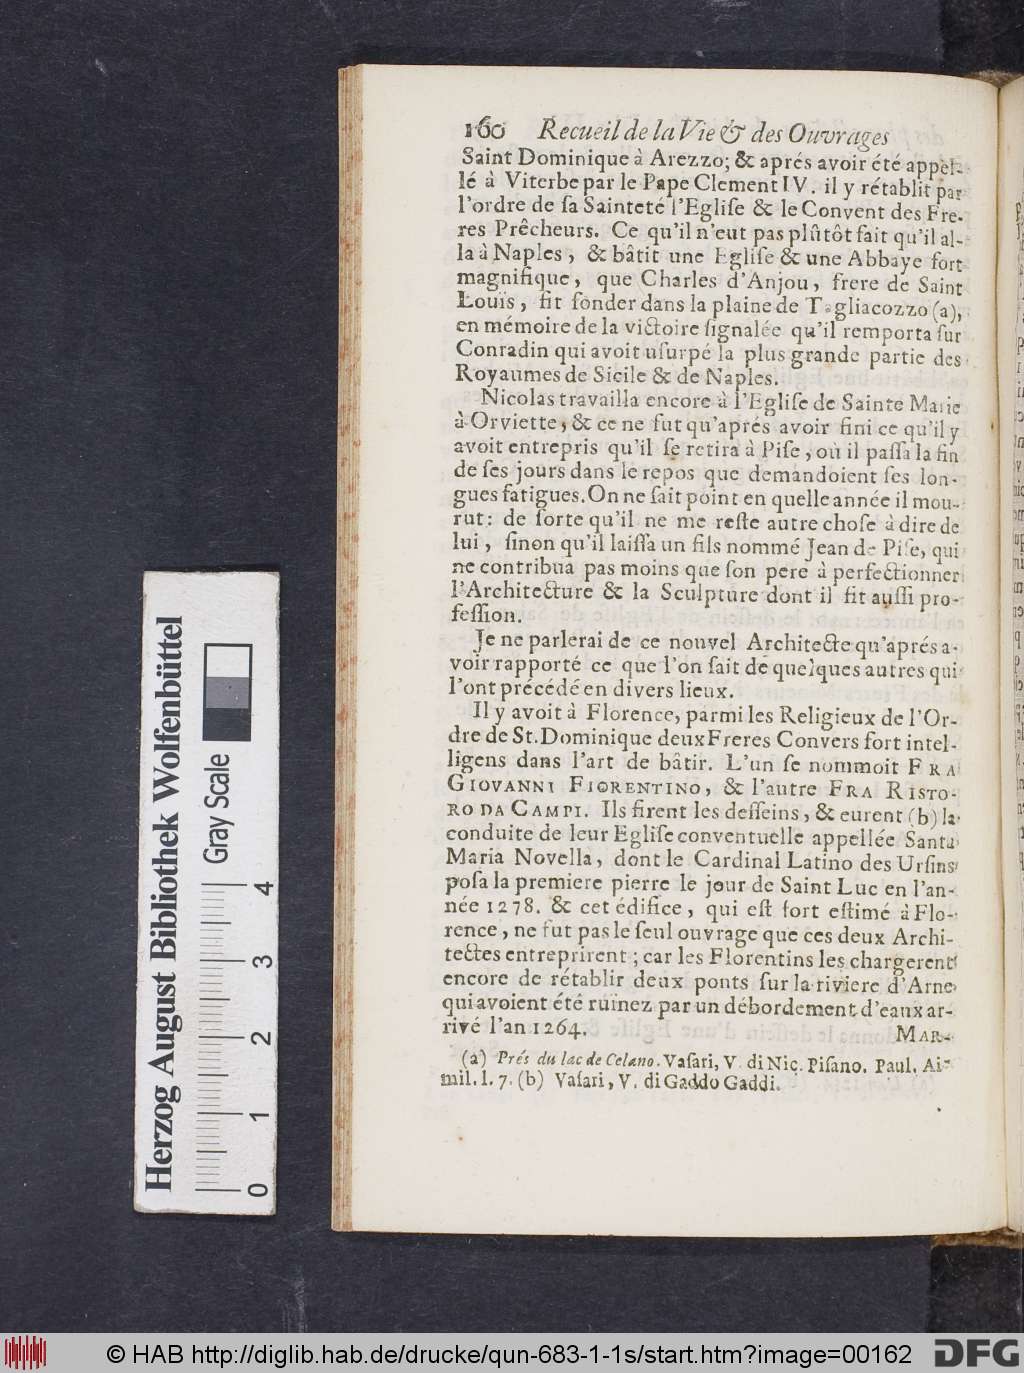 160 Recueil de la Vie & des Ouvrages
Saint Dominique à Arezzo; & aprés avoir été appel-
lé à Viterbe par le Pape Clement IV. il y rétablit par
l'ordre de ſa Sainteté l'Egliſe & le Convent des Fre-
res Prêcheurs. Ce qu'il n'eut pas plûtôt fait qu'il al-
la à Naples, & bâtit une Egliſe & une Abbaye fort
magnifique, que Charles d'Anjou, frere de Saint
Louïs, fit fonder dans la plaine de Tagliacozzo (a),
en mémoire de la victoire ſignalée qu'il remporta ſur
Conradin qui avoit uſurpé la plus grande partie des
Royaumes de Sicile & de Naples.
Nicolas travailla encore à l'Egliſe de Sainte Marie
à Orviette, & ce ne fut qu'aprés avoir fini ce qu'il y
avoit entrepris qu'il ſe retira à Piſe, où il paſſa la fin
de ſes jours dans le repos que demandoient ſes lon-
gues fatigues. On ne ſait point en quelle année il mou-
rut: de ſorte qu'il ne me reſte autre choſe à dire de
lui, ſinon qu'il laiſſa un fils nommé Jean de Piſe, qui
ne contribua pas moins que ſon pere à perfectionner
l'Architecture & la Sculpture dont il fit auſſi pro-
feſſion.
Je ne parlerai de ce nouvel Architecte qu'aprés a-
voir rapporté ce que l'on ſait de quelques autres qui
l'ont précédé en divers lieux.
Il y avoit à Florence, parmi les Religieux de l'Or-
dre de St. Dominique deux Freres Convers fort intel-
ligens dans l'art de bâtir. L'un ſe nommoit FRA
GIOVANNI FIORENTINO, & l'autre FRA RISTO-
RO DA CAMPI. Ils firent les deſſeins, & eurent (b) la
conduite de leur Egliſe conventuelle appellée Santa
Maria Novella, dont le Cardinal Latino des Urſins
poſa la premiere pierre le jour de Saint Luc en l'an-
née 1278. & cet édifice, qui eſt fort eſtimé à Flo-
rence, ne fut pas le ſeul ouvrage que ces deux Archi-
tectes entreprirent; car les Florentins les chargerent
encore de rétablir deux ponts ſur la riviere d'Arne
qui avoient été ruïnez par un débordement d'eaux ar-
rivé l'an 1264. MAR-
(a) Prés du lac de Celano. Vaſari, V. di Nic. Piſano. Paul. Ai-
mil. l. 7. (b) Vaſari, V. di Gaddo Gaddi.
Herzog August Bibliothek Wolfenbüttel
Gray Scale
0 1 2 3 4
© HAB http://diglib.hab.de/drucke/qun-683-1-1s/start.htm?image=00162
DFG